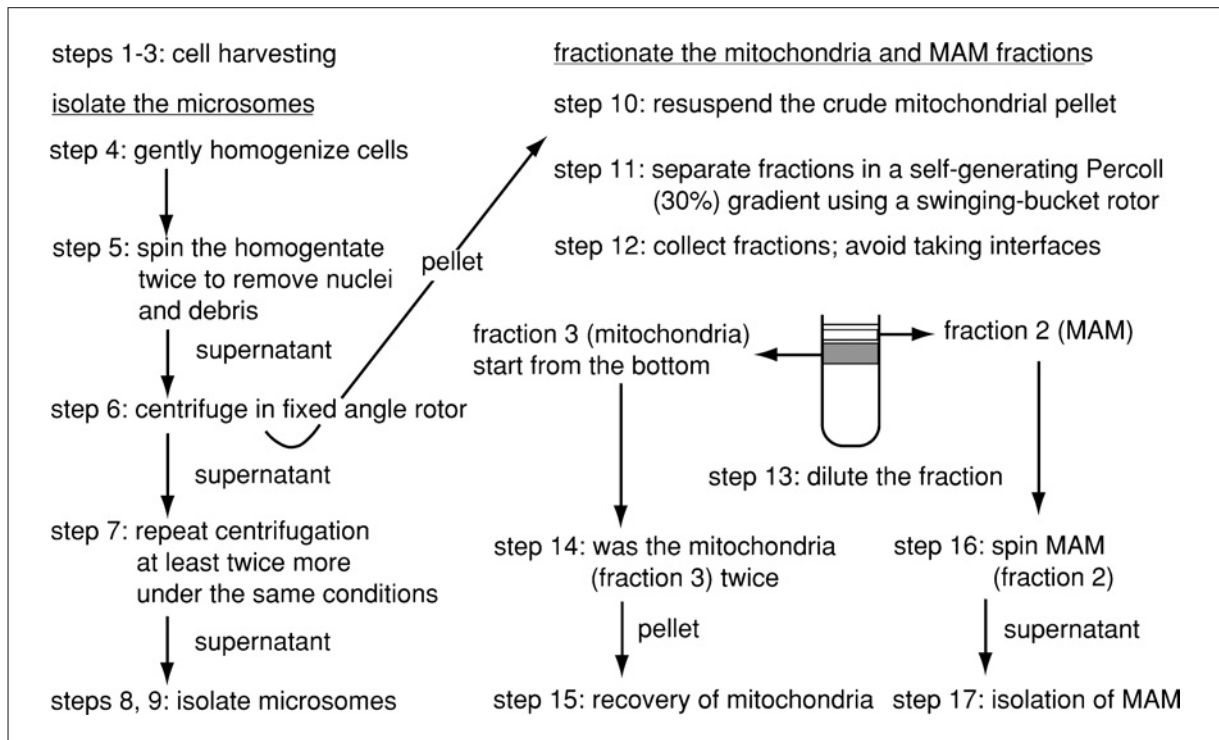 steps 1-3: cell harvesting
isolate the microsomes
step 4: gently homogenize cells
step 5: spin the homogentate
twice to remove nuclei
and debris
supernatant
step 6: centrifuge in fixed angle rotor
supernatant
step 7: repeat centrifugation
at least twice more
under the same conditions
supernatant
steps 8, 9: isolate microsomes
pellet
fractionate the mitochondria and MAM fractions
step 10: resuspend the crude mitochondrial pellet
step 11: separate fractions in a self-generating Percoll
(30%) gradient using a swinging-bucket rotor
step 12: collect fractions; avoid taking interfaces
fraction 3 (mitochondria)
start from the bottom
fraction 2 (MAM)
step 13: dilute the fraction
step 14: was the mitochondria
(fraction 3) twice
pellet
step 15: recovery of mitochondria
step 16: spin MAM
(fraction 2)
supernatant
step 17: isolation of MAM